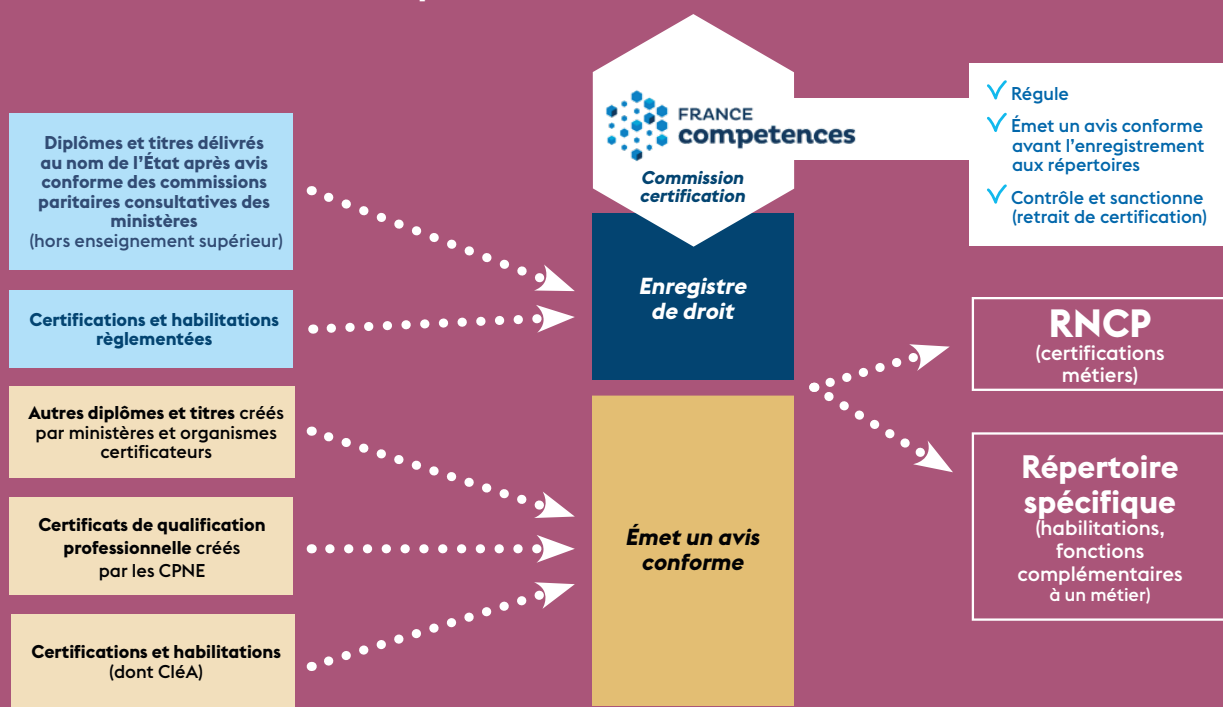 Diplômes et titres délivrés
au nom de l’État après avis
conforme des commissions
paritaires consultatives des
ministères
(hors enseignement supérieur)
Certifications et habilitations
règlementées
Autres diplômes et titres créés
par ministères et organismes
certificateurs
Certificats de qualification
professionnelle créés
par les CPNE
Certifications et habilitations
(dont CléA)
FRANCE
compétences
Commission
certification
Enregistre
de droit
Émet un avis
conforme
Régule
Émet un avis conforme
avant l’enregistrement
aux répertoires
Contrôle et sanctionne
(retrait de certification)
RNCP
(certifications
métiers)
Répertoire
spécifique
(habilitations,
fonctions
complémentaires
à un métier)